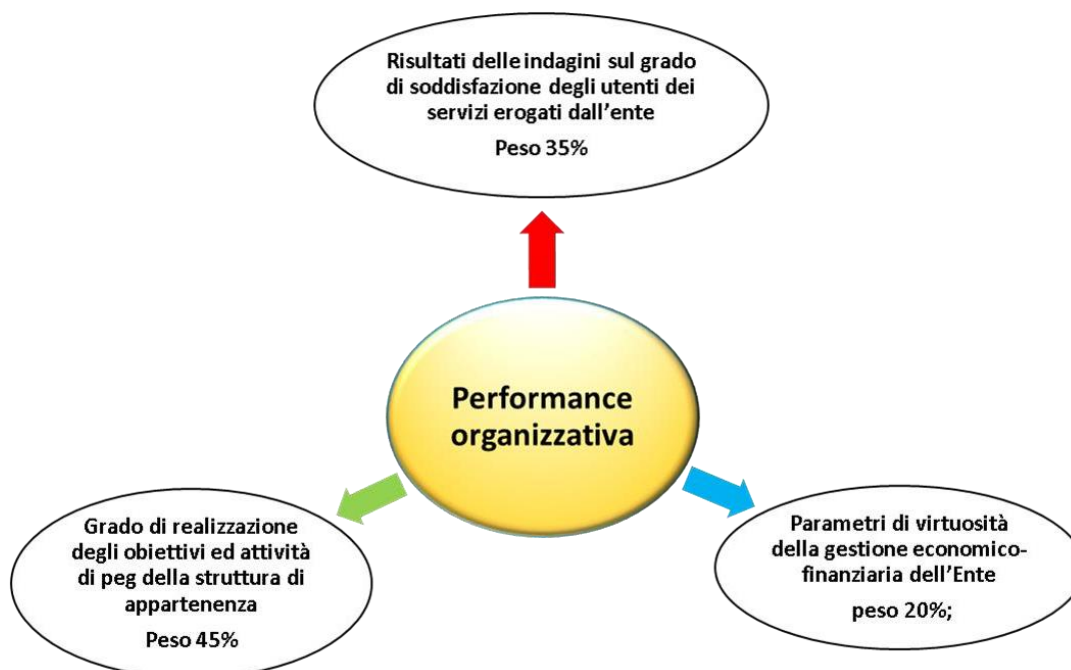 Risultati delle indagini sul grado
di soddisfazione degli utenti dei
servizi erogati dall'ente
Peso 35%
Performance
organizzativa
Grado di realizzazione
degli obiettivi ed attività
di peg della struttura di
appartenenza
Peso 45%
Parametri di virtuosità
della gestione economico-
finanziaria dell'Ente
peso 20%;